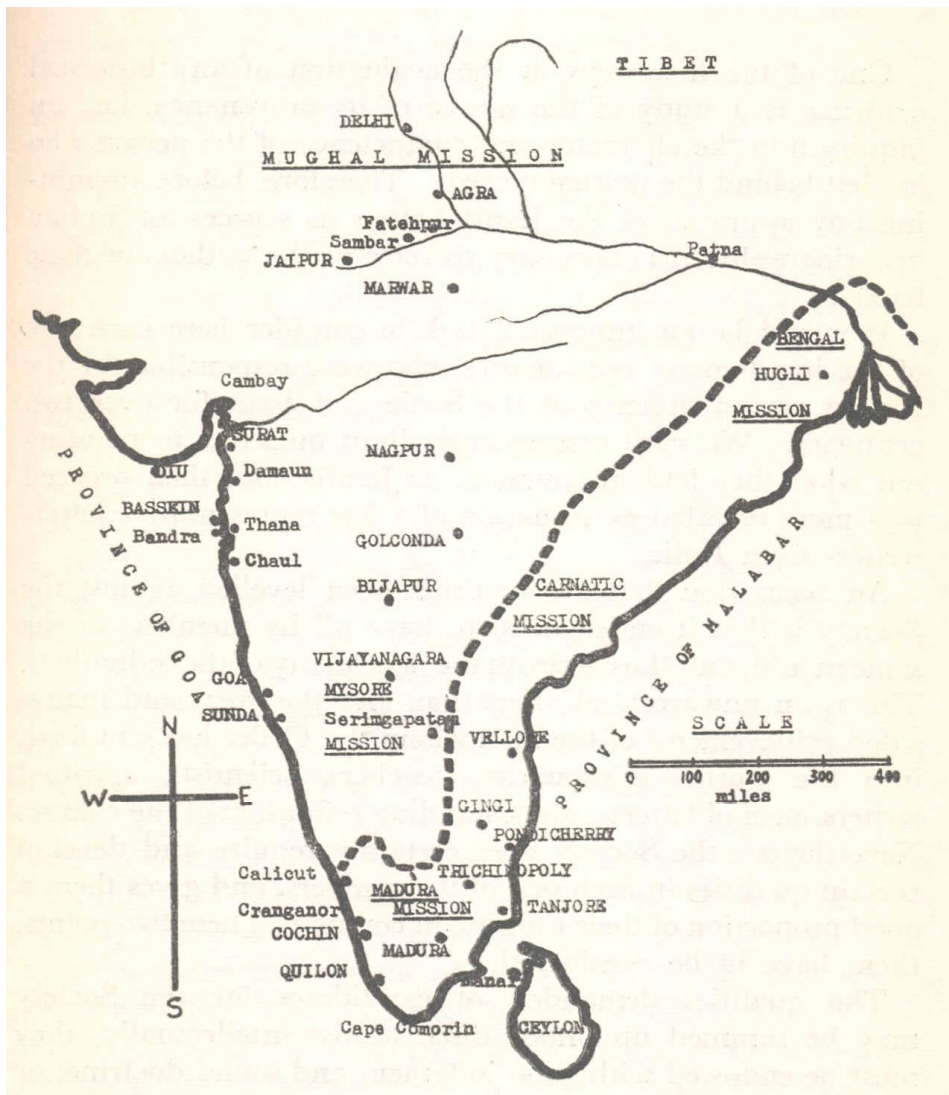 TIBET
DELHI
MUGHAL MISSION
AGRA
Fatehpur
Sambar
JAIPUR
Patna
MARWAR
BENGAL
HUGLI
MISSION
Cambay
SURAT
DIU
Damaun
MAGPUR
BASSKIN
Bandra
Thana
Chaul
GOLCONDA
BIJAPUR
CARNATIC
MISSION
PROVINCE OF GOA
PROVINCE OF MALABAR
VIJAYANAGARA
GOA
MYSORE
SUNDA
Serimgapatam
MISSION
VELLORE
SCALE
0 100 200 300 400
miles
N
W E
S
GINGI
PONDICHERRY
Calicut
TRICHINOPOLY
MADURA
MISSION
Cranganor
TANJORE
COCHIN
MADURA
QUILON
Manar
Cape Comorin
CEYLON